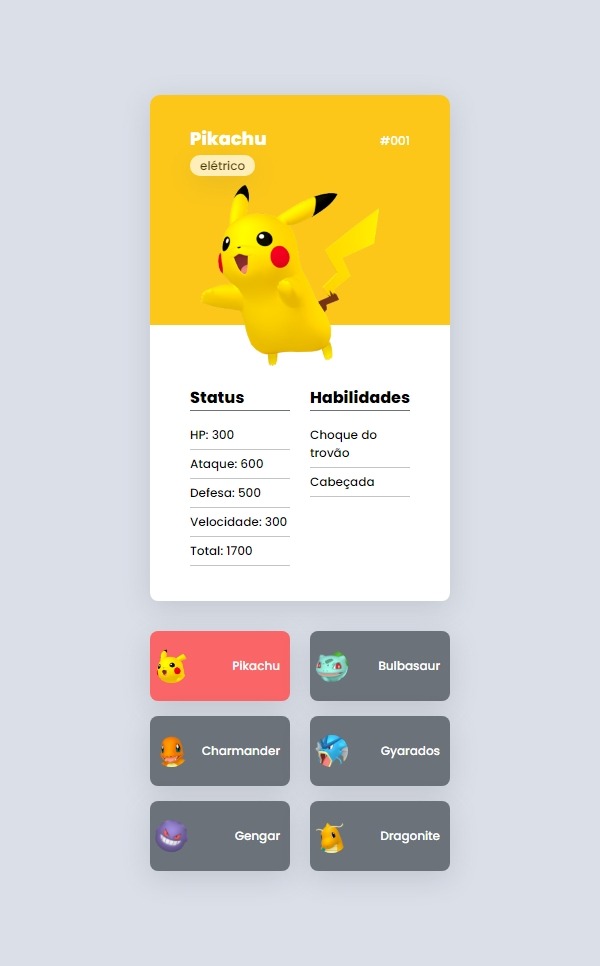 Pikachu
#001
elétrico
Status
HP: 300
Ataque: 600
Defesa: 500
Velocidade: 300
Total: 1700
Habilidades
Choque do
trovão
Cabeçada
Pikachu
Bulbasaur
Charmander
Gyarados
Gengar
Dragonite